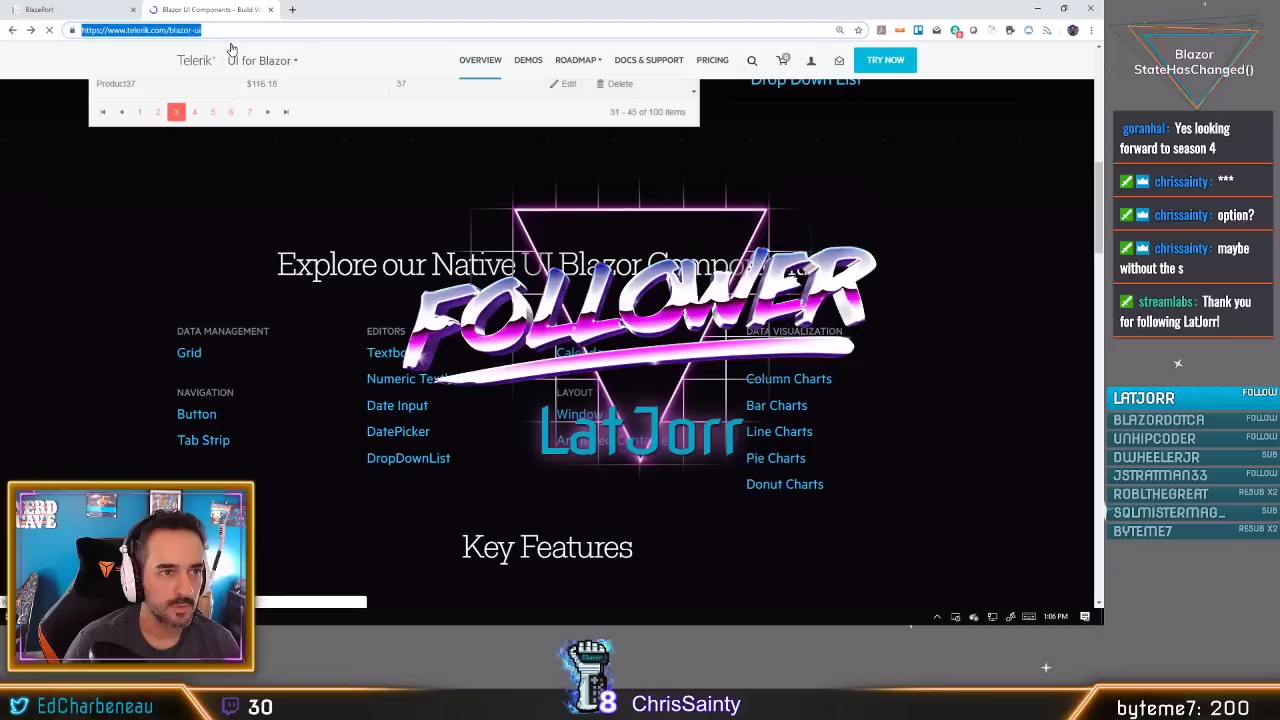 BlazePort
Blazor UI Components - Build W
https://www.telerik.com/blazor-ui
Telerik
UI for Blazor
OVERVIEW
DEMOS
ROADMAP
DOCS & SUPPORT
PRICING
TRY NOW
Product37
$116.18
37
Edit
Delete
Drop Down List
1 2 3 4 5 6 7
31 - 45 of 100 items
Explore our Native UI Blazor
FOLLOWER
LatJorr
DATA MANAGEMENT
Grid
NAVIGATION
Button
Tab Strip
EDITORS
Numeric
Date Input
DatePicker
DropDownList
LAYOUT
Window
DATA VISUALIZATION
Column Charts
Bar Charts
Line Charts
Pie Charts
Donut Charts
Key Features
1:06 PM
Blazor
StateHasChanged()
goranhal: Yes looking
forward to season 4
chrissainty: ***
chrissainty: option?
chrissainty: maybe
without the s
streamlabs: Thank you
for following LatJorr!
LATJORR FOLLOW
BLAZORDOTCA FOLLOW
UNHIPCODER FOLLOW
DWHEELERJR SUB
JSTRATMAN33 FOLLOW
ROBLTHEGREAT RESUB X2
SQLMISTERMAG_ SUB
BYTEME7 RESUB X2
EdCharbeneau
30
Blazor
8 ChrisSainty
byteme7: 200